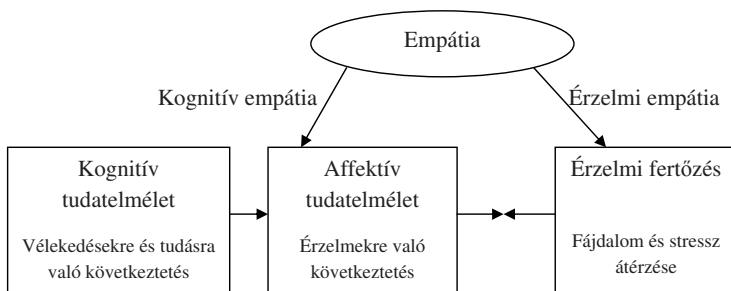 Empátia
Kognitív empátia
Érzelmi empátia
Kognitív
tudatelmélet
Vélekedésekre és tudásra
való következtetés
Affektív
tudatelmélet
Érzelmekre való
következtetés
Érzelmi fertőzés
Fájdalom és stressz
átérzése